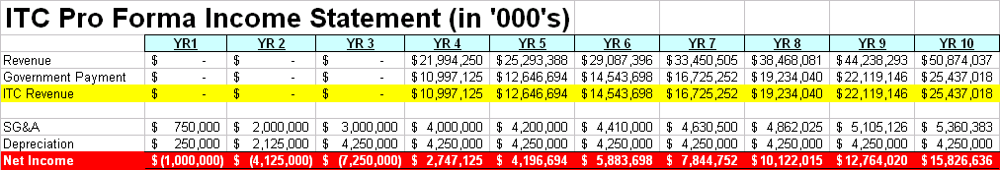 ITC Pro Forma Income Statement (in '000's)
YR1 YR 2 YR 3 YR 4 YR 5 YR 6 YR 7 YR 8 YR 9 YR 10
Revenue $ - $ - $ - $21,994,250 $25,293,388 $29,087,396 $33,450,505 $38,468,081 $44,238,293 $50,874,037
Government Payment $ - $ - $ - $10,997,125 $12,646,694 $14,543,698 $16,725,252 $19,234,040 $22,119,146 $25,437,018
ITC Revenue $ - $ - $ - $10,997,125 $12,646,694 $14,543,698 $16,725,252 $19,234,040 $22,119,146 $25,437,018
SG&A $ 750,000 $ 2,000,000 $ 3,000,000 $ 4,000,000 $ 4,200,000 $ 4,410,000 $ 4,630,500 $ 4,862,025 $ 5,105,126 $ 5,360,383
Depreciation $ 250,000 $ 2,125,000 $ 4,250,000 $ 4,250,000 $ 4,250,000 $ 4,250,000 $ 4,250,000 $ 4,250,000 $ 4,250,000 $ 4,250,000
Net Income $ (1,000,000) $ (4,125,000) $ (7,250,000) $ 2,747,125 $ 4,196,694 $ 5,883,698 $ 7,844,752 $10,122,015 $12,764,020 $15,826,636